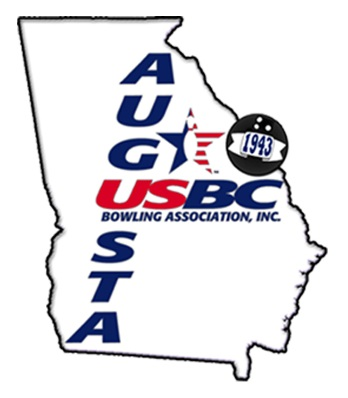 AUGUSTA
1943
USBC
BOWLING ASSOCIATION, INC.